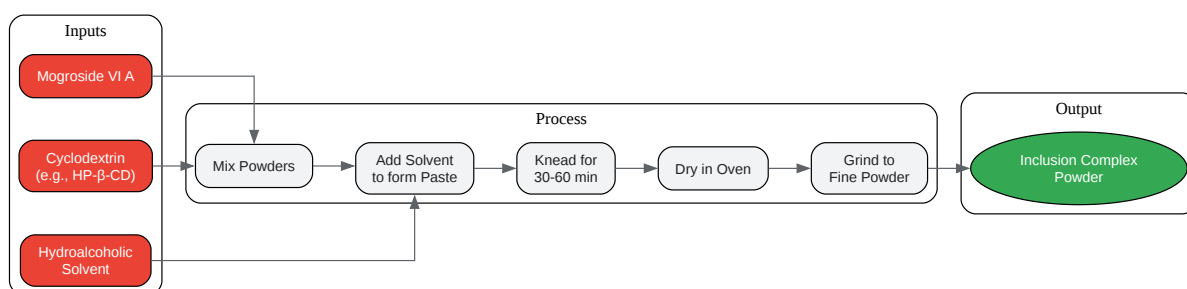 Inputs
Mogroside VI A
Cyclodextrin
(e.g., HP-β-CD)
Hydroalcoholic
Solvent
Process
Mix Powders
Add Solvent
to form Paste
Knead for
30-60 min
Dry in Oven
Grind to
Fine Powder
Output
Inclusion Complex
Powder